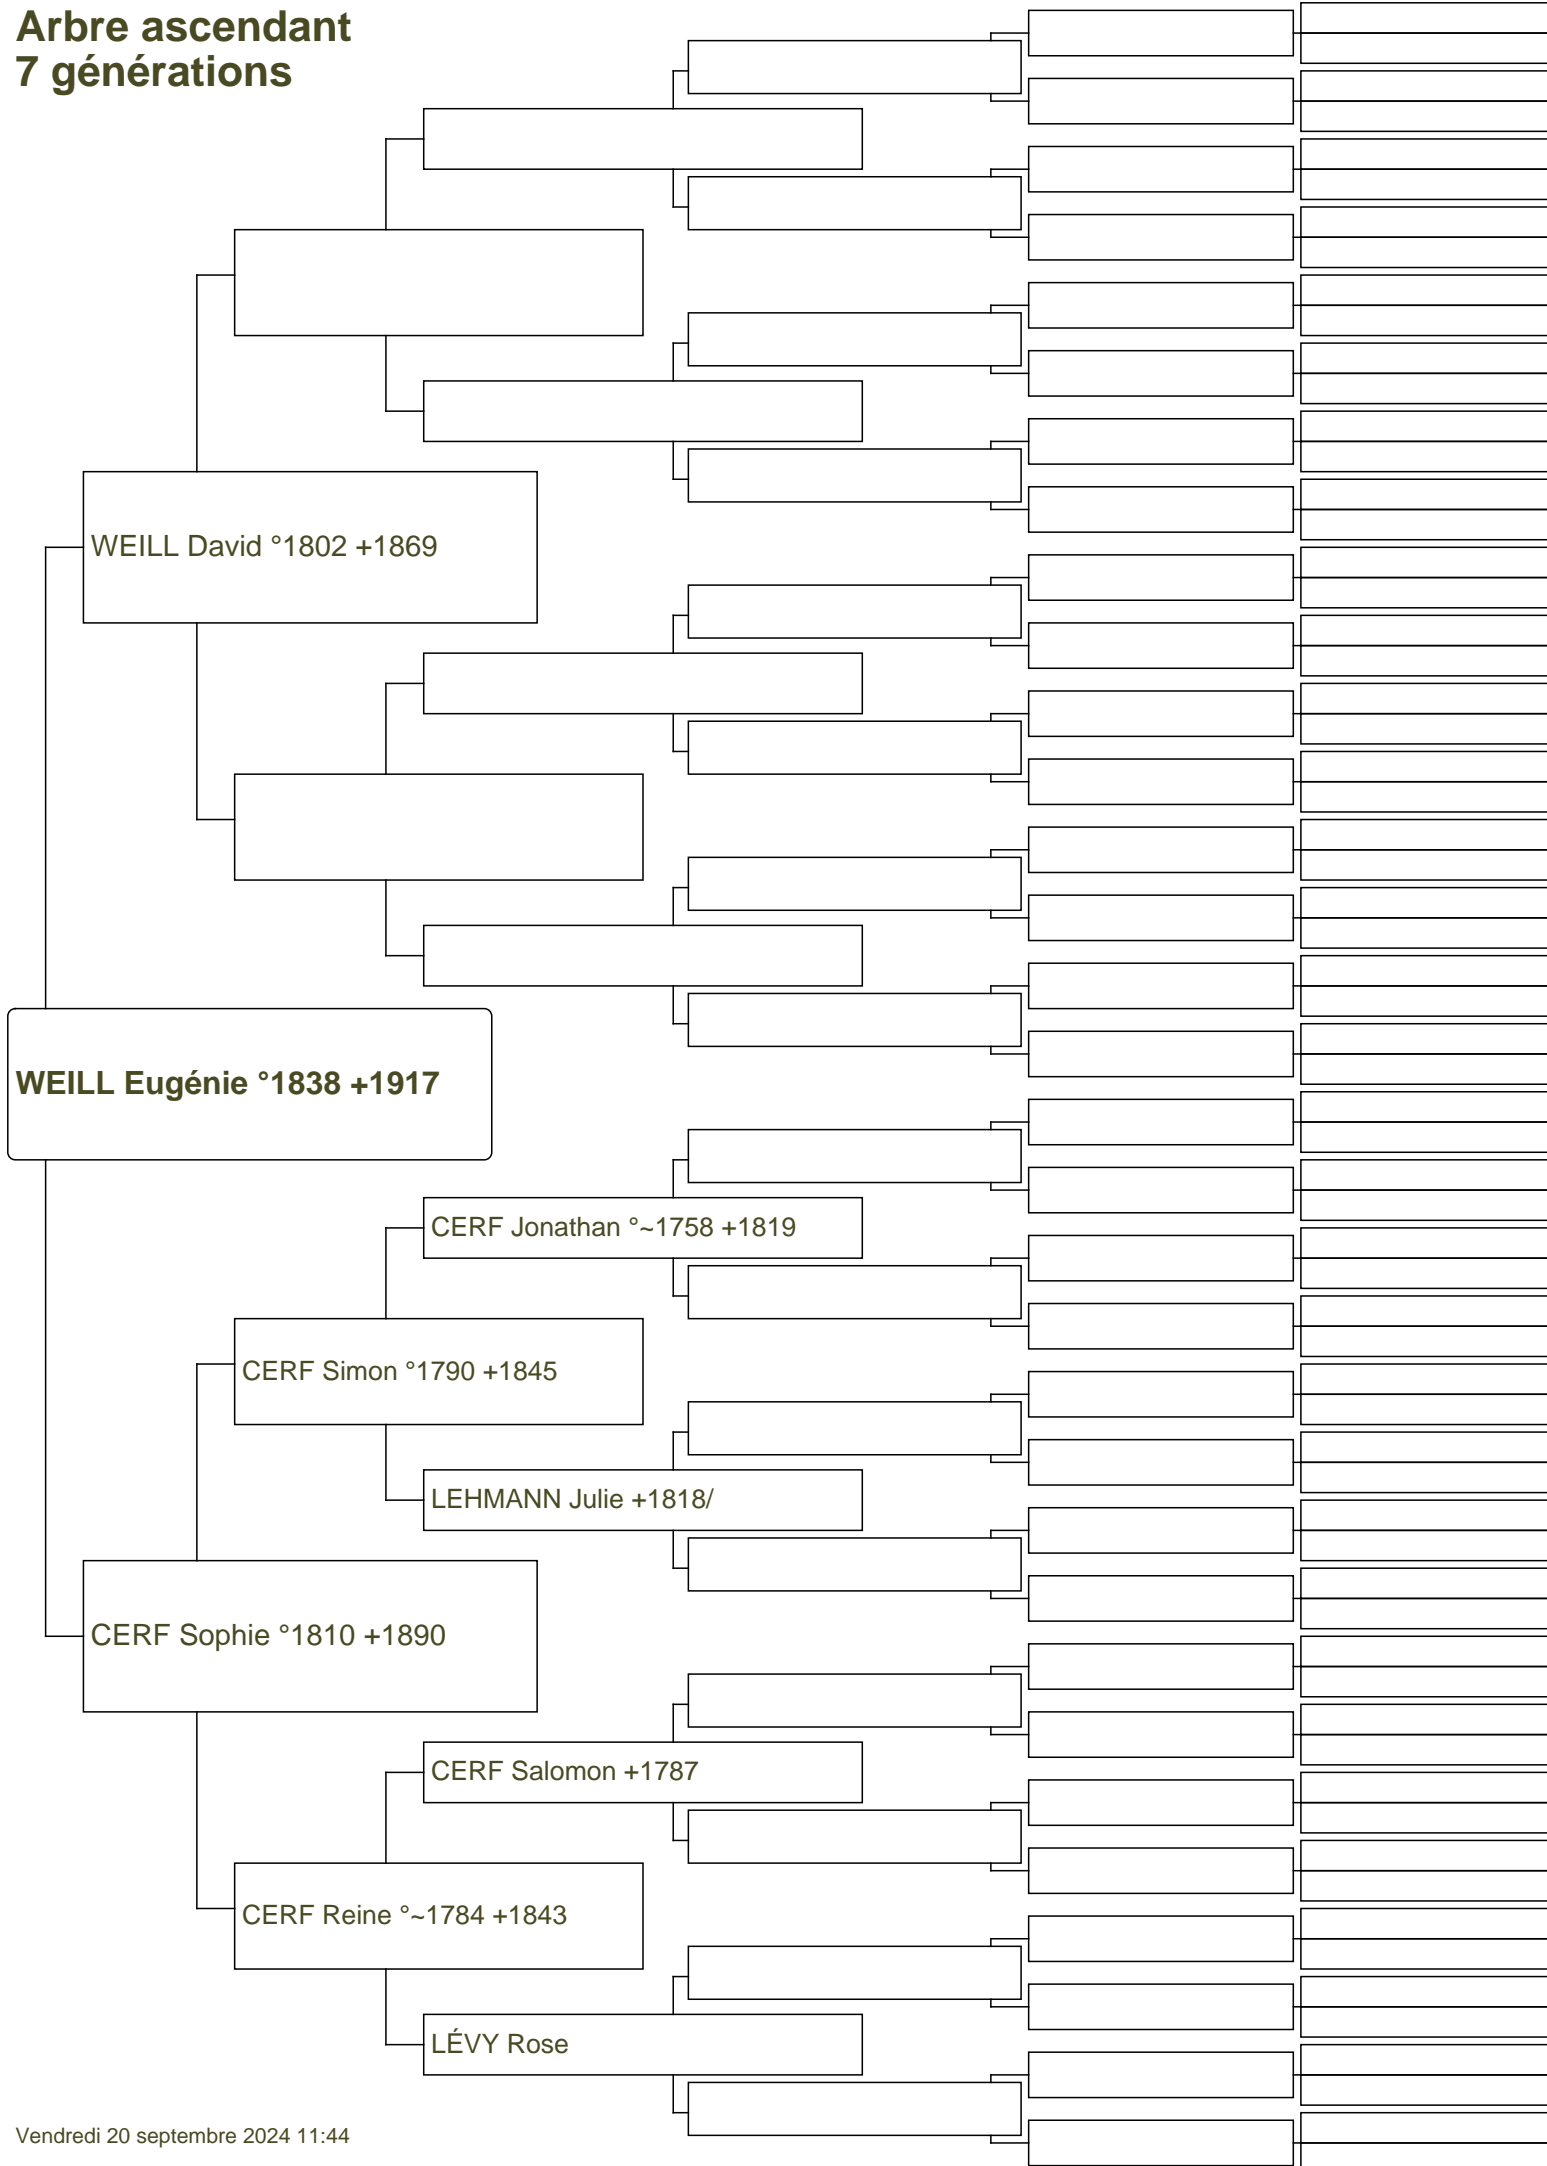 Arbre ascendant
7 générations
WEILL David °1802 +1869
WEILL Eugénie °1838 +1917
CERF Jonathan °~1758 +1819
CERF Simon °1790 +1845
LEHMANN Julie +1818/
CERF Sophie °1810 +1890
CERF Salomon +1787
CERF Reine °~1784 +1843
LÉVY Rose
Vendredi 20 septembre 2024 11:44